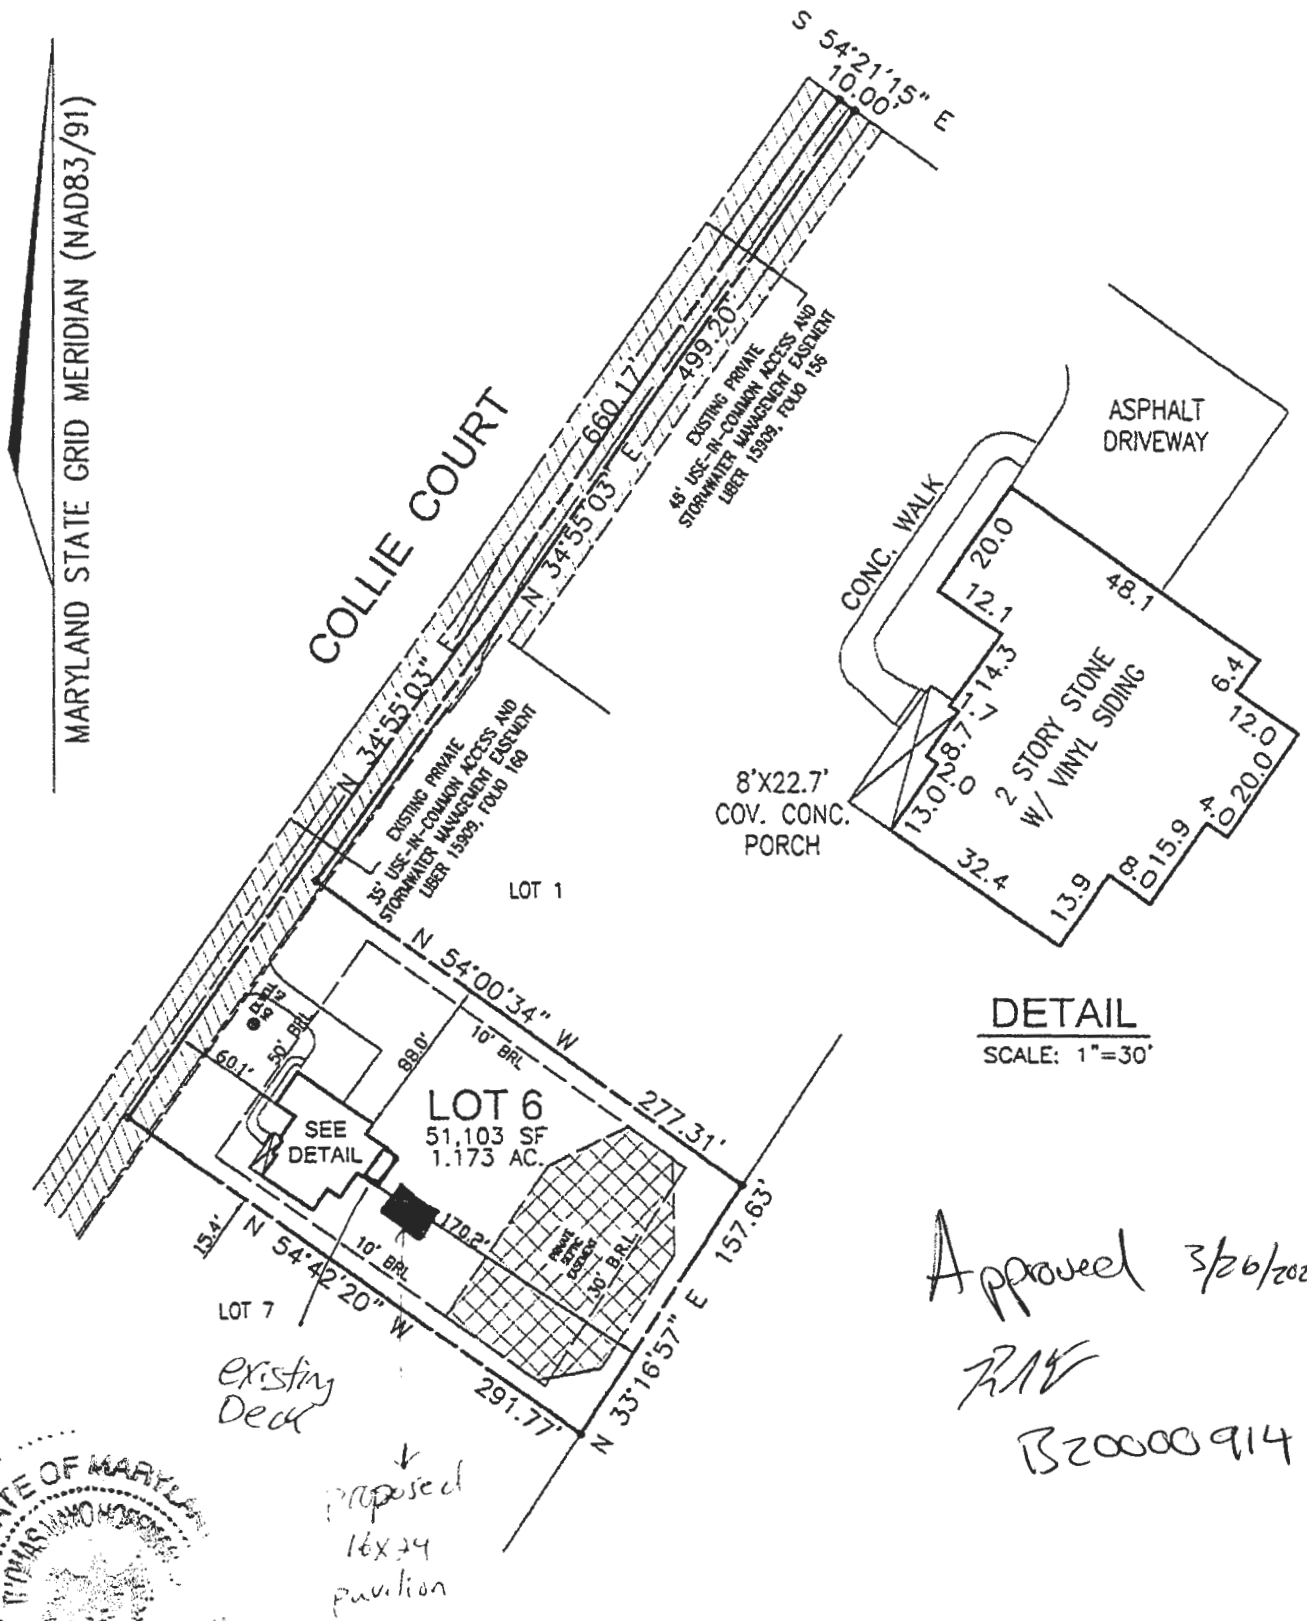 S 54°21'15" E
10.00'
MARYLAND STATE GRID MERIDIAN (NAD83/91)
COLLIE COURT
660.17'
499.20'
N 34°55'03" E
N 34°55'03" E
EXISTING PRIVATE
48' USE-IN-COMMON ACCESS AND
STORMWATER MANAGEMENT EASEMENT
LIBER 15909, FOLIO 156
EXISTING PRIVATE
35' USE-IN-COMMON ACCESS AND
STORMWATER MANAGEMENT EASEMENT
LIBER 15909, FOLIO 160
ASPHALT
DRIVEWAY
CONC. WALK
20.0
12.1
48.1
14.3
1.7
8.7
2.0
13.0
6.4
12.0
20.0
4.0
15.9
8.0
13.9
32.4
2 STORY STONE
W/ VINYL SIDING
8'X22.7'
COV. CONC.
PORCH
DETAIL
SCALE: 1"=30'
LOT 1
N 54°00'34" W
277.31'
10' BRL
50' BRL
60.1'
88.0'
LOT 6
51,103 SF
1.173 AC.
SEE
DETAIL
170.2'
PRIVATE
SEPTIC
EASEMENT
30' B.R.L.
157.63'
N 33°16'57" E
10' BRL
15.4'
N 54°42'20" W
291.77'
LOT 7
existing
Deck
proposed
16x24
pavilion
Approved 3/26/202
B20000914
STATE OF MARYLAND
THOMAS MAYO HOFFMAN